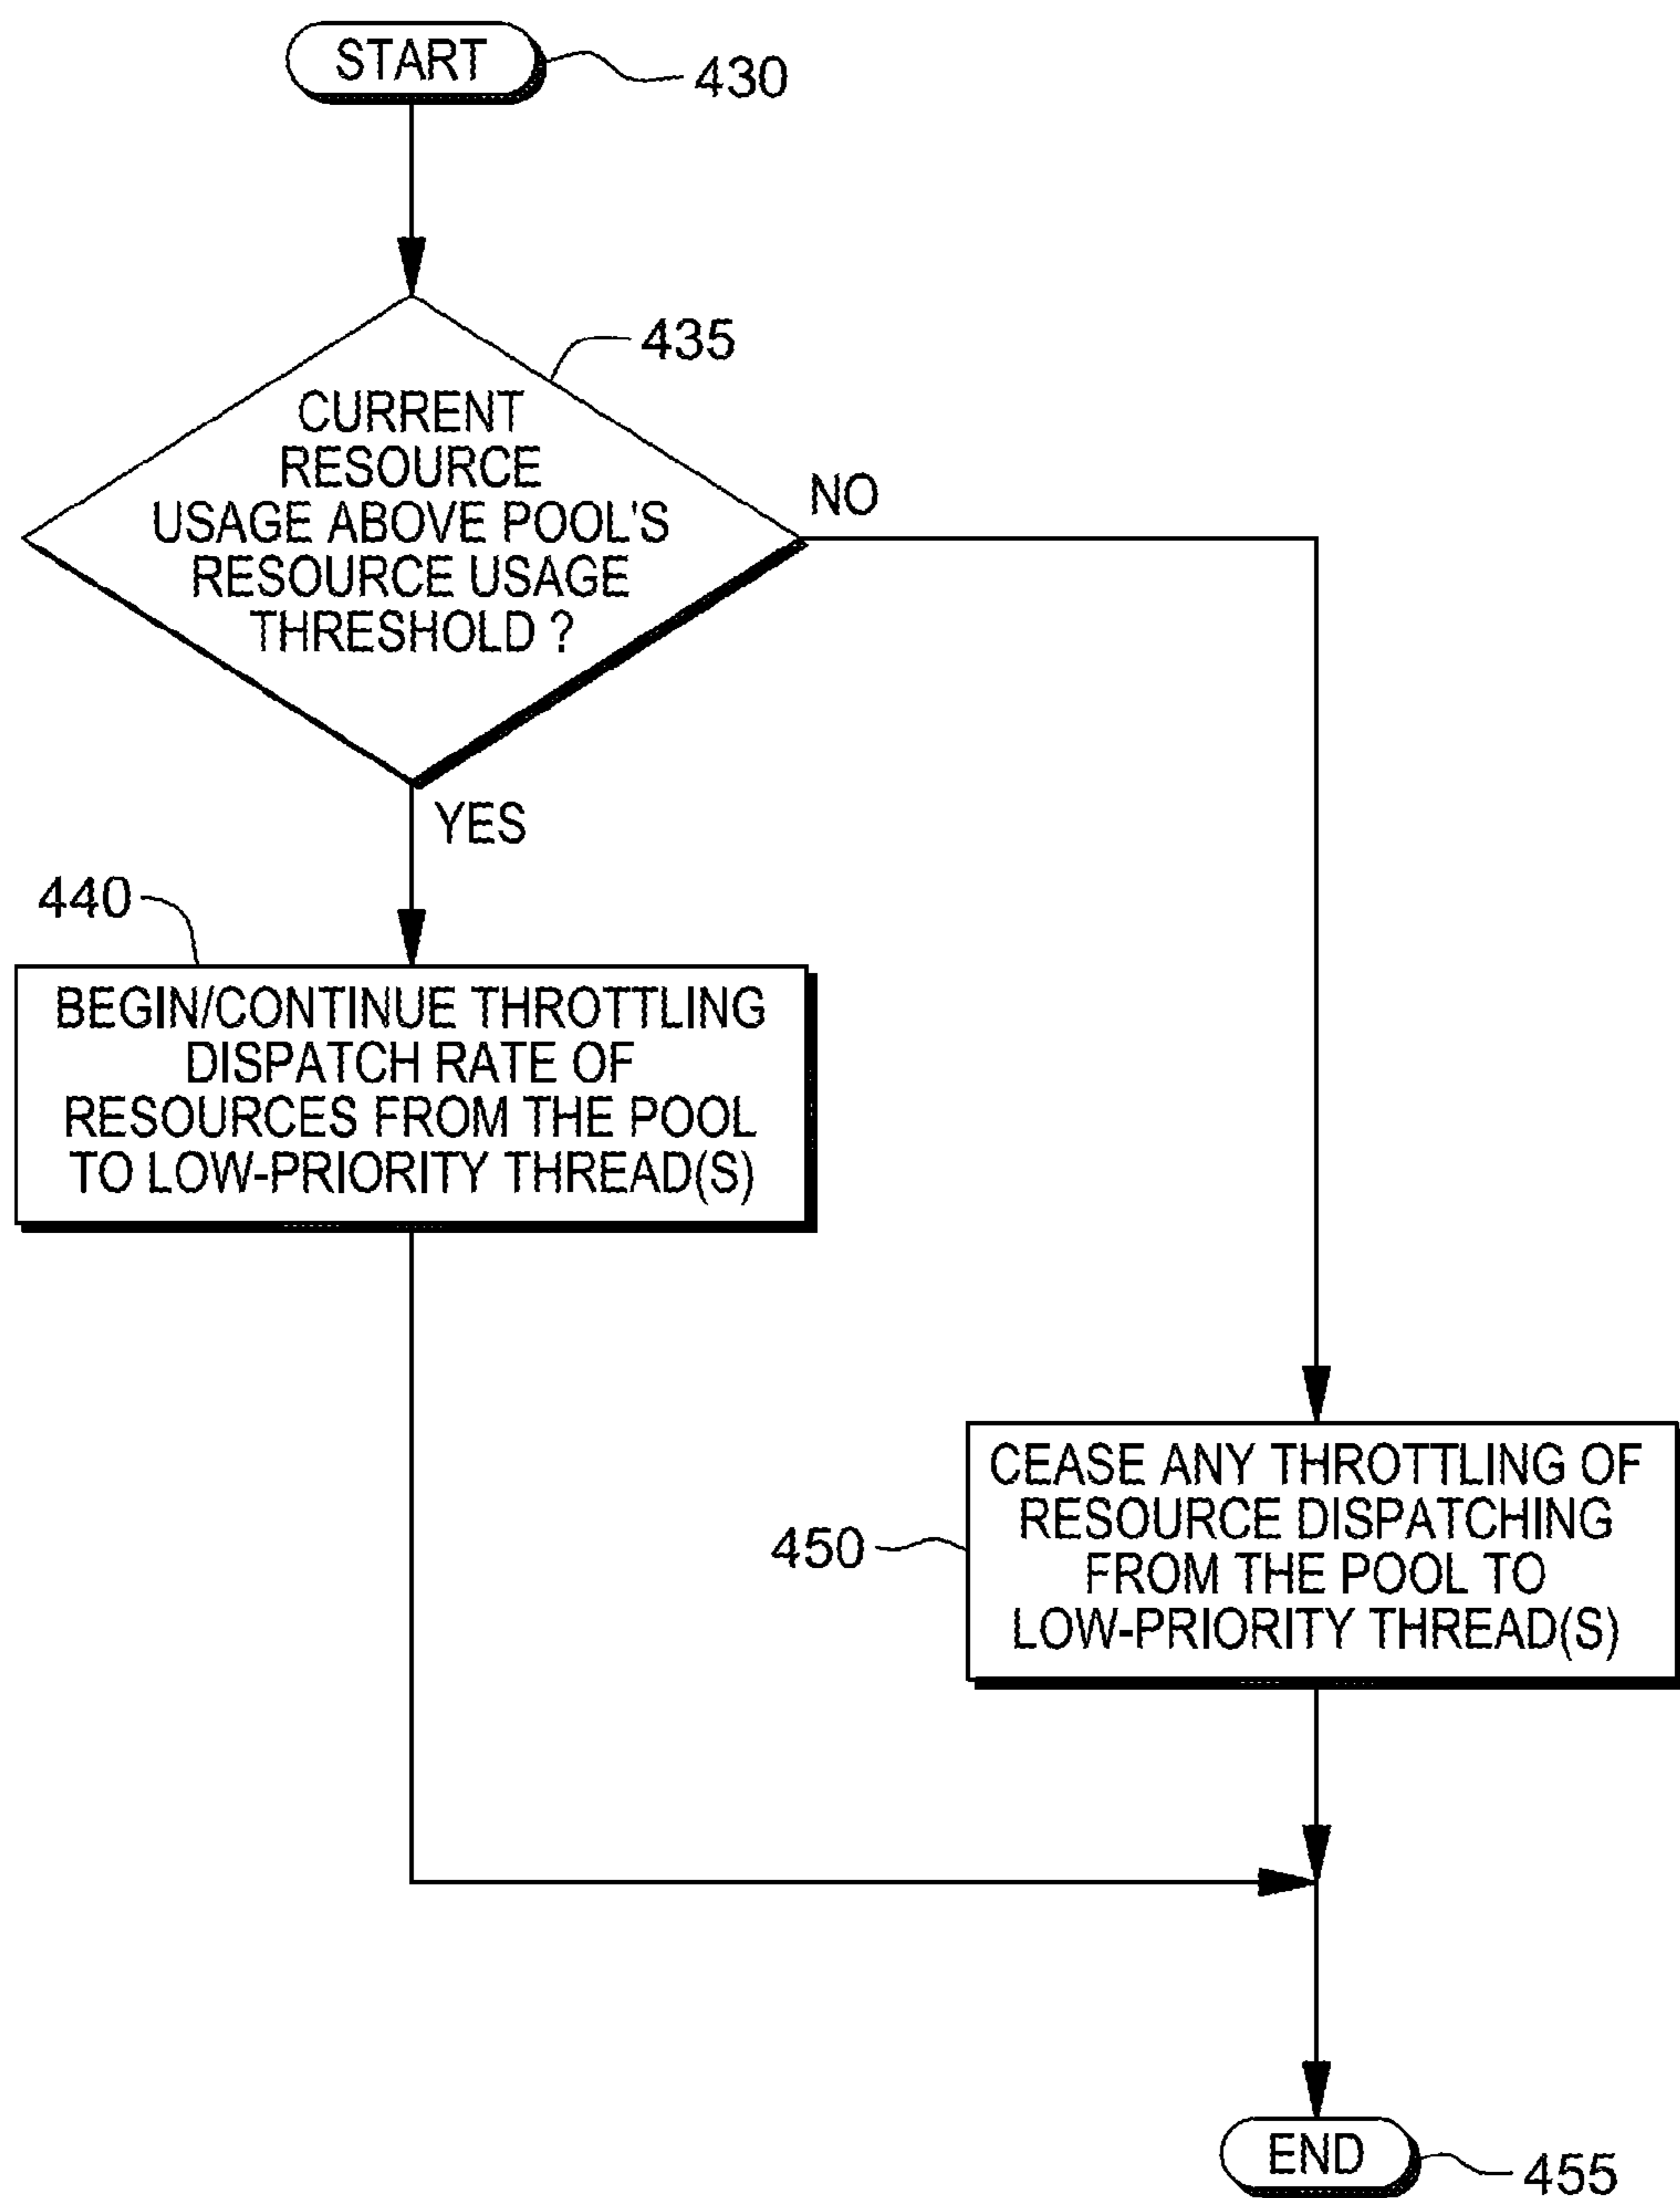 START
430
435
CURRENT
RESOURCE
USAGE ABOVE POOL'S
RESOURCE USAGE
THRESHOLD ?
NO
YES
440
BEGIN/CONTINUE THROTTLING
DISPATCH RATE OF
RESOURCES FROM THE POOL
TO LOW-PRIORITY THREAD(S)
450
CEASE ANY THROTTLING OF
RESOURCE DISPATCHING
FROM THE POOL TO
LOW-PRIORITY THREAD(S)
END
455